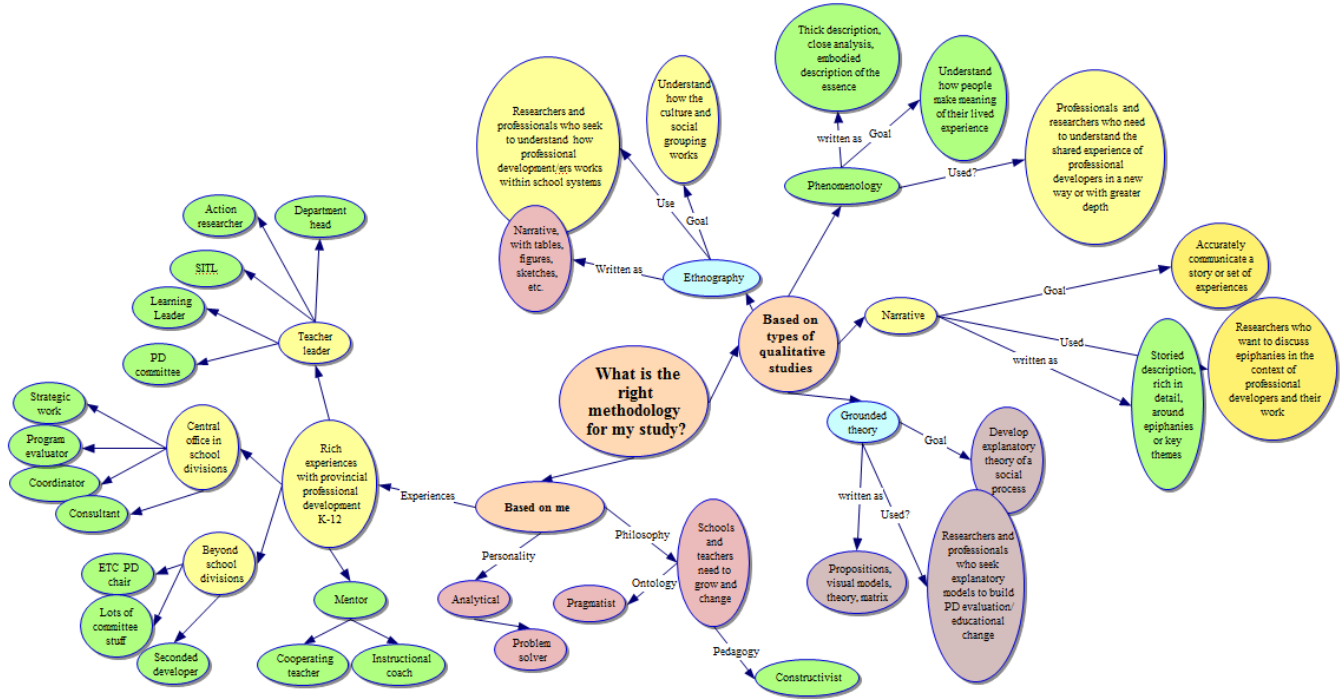 Thick description,
close analysis,
embodied
description of the
essence
Understand
how people
make meaning
of their lived
experience
Professionals and
researchers who need
to understand the
shared experience of
professional
developers in a new
way or with greater
depth
written as
Goal
Used?
Phenomenology
Researchers and
professionals who seek
to understand how
professional
development/ers works
within school systems
Understand
how the
culture and
social
grouping
works
Narrative,
with tables,
figures,
sketches,
etc.
Use
Goal
Written as
Ethnography
Action
researcher
Department
head
SITL
Learning
Leader
PD
committee
Teacher
leader
Based on
types of
qualitative
studies
Narrative
Goal
Used
written as
Accurately
communicate a
story or set of
experiences
Researchers who
want to discuss
epiphanies in the
context of
professional
developers and their
work
Storied
description,
rich in
detail,
around
epiphanies
or key
themes
What is the
right
methodology
for my study?
Grounded
theory
Goal
written as
Used?
Develop
explanatory
theory of a
social
process
Propositions,
visual models,
theory, matrix
Researchers and
professionals
who seek
explanatory
models to build
PD evaluation/
educational
change
Strategic
work
Program
evaluator
Coordinator
Consultant
Central
office in
school
divisions
Rich
experiences
with provincial
professional
development
K-12
Experiences
Based on me
Personality
Philosophy
Analytical
Problem
solver
Schools
and
teachers
need to
grow and
change
Ontology
Pragmatist
Pedagogy
Constructivist
Beyond
school
divisions
ETC PD
chair
Lots of
committee
stuff
Seconded
developer
Mentor
Cooperating
teacher
Instructional
coach